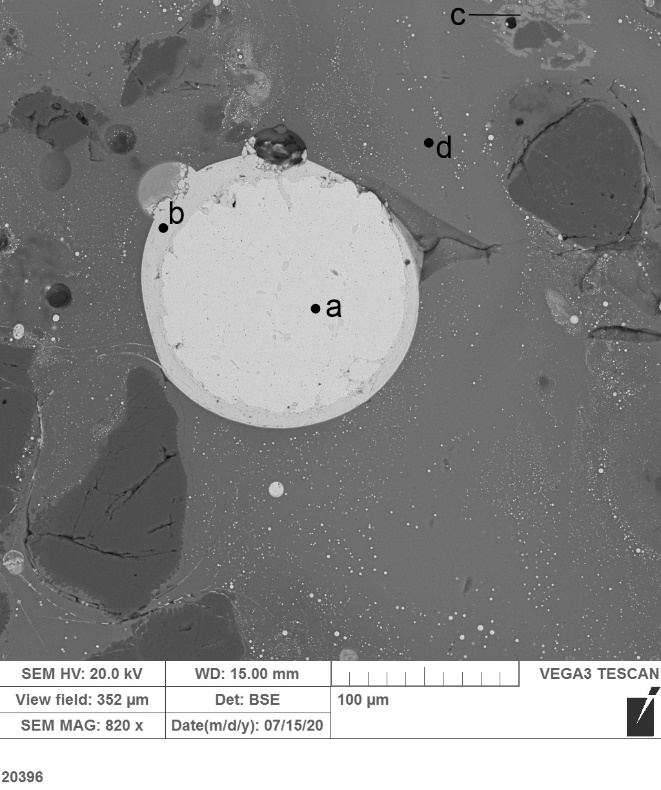 c
d
b
a
SEM HV: 20.0 kV
WD: 15.00 mm
VEGA3 TESCAN
View field: 352 µm
Det: BSE
100 µm
SEM MAG: 820 x
Date(m/d/y): 07/15/20
20396